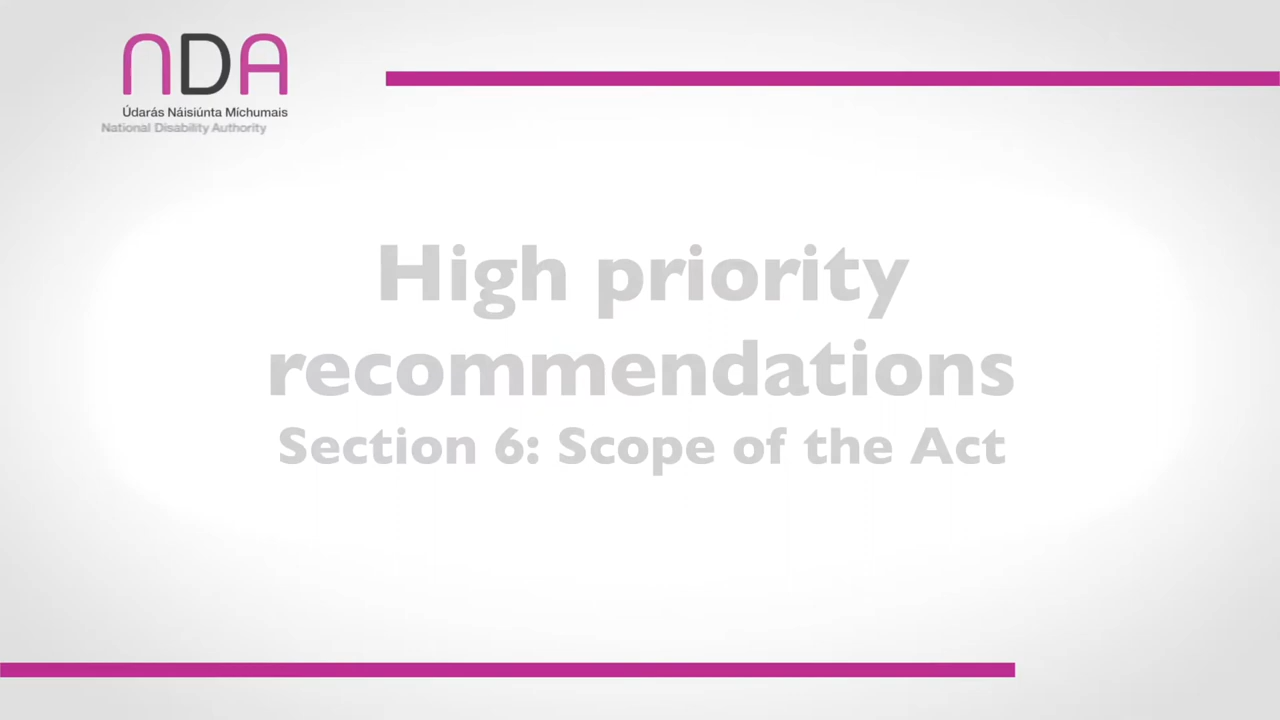 NDA
Údarás Náisiúnta Míchumais
National Disability Authority
High priority
recommendations
Section 6: Scope of the Act